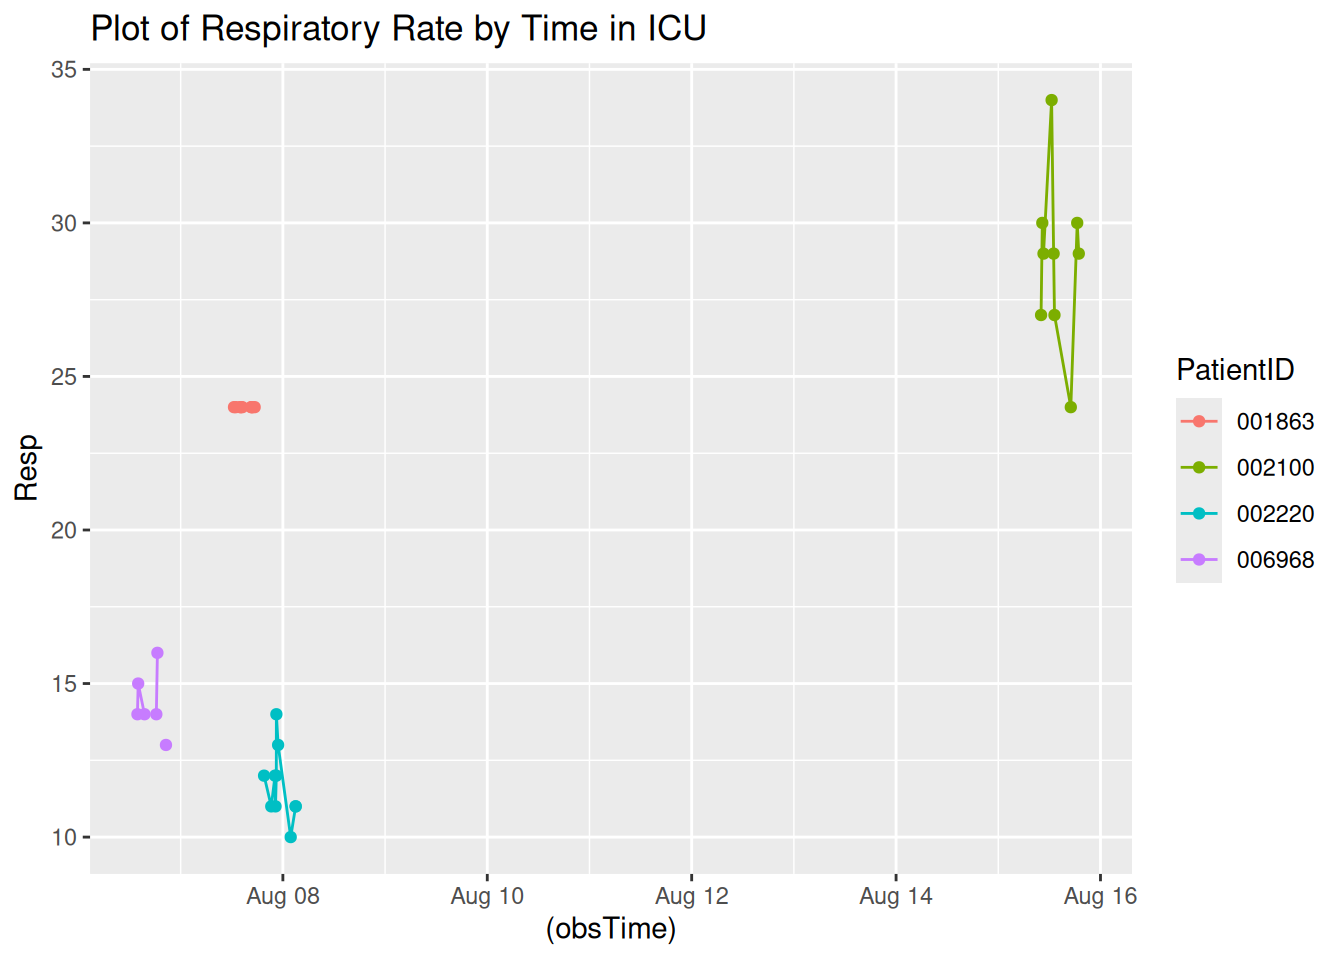 Plot of Respiratory Rate by Time in ICU
35
30
25
20
15
10
Resp
Aug 08
Aug 10
Aug 12
Aug 14
Aug 16
(obsTime)
PatientID
001863
002100
002220
006968